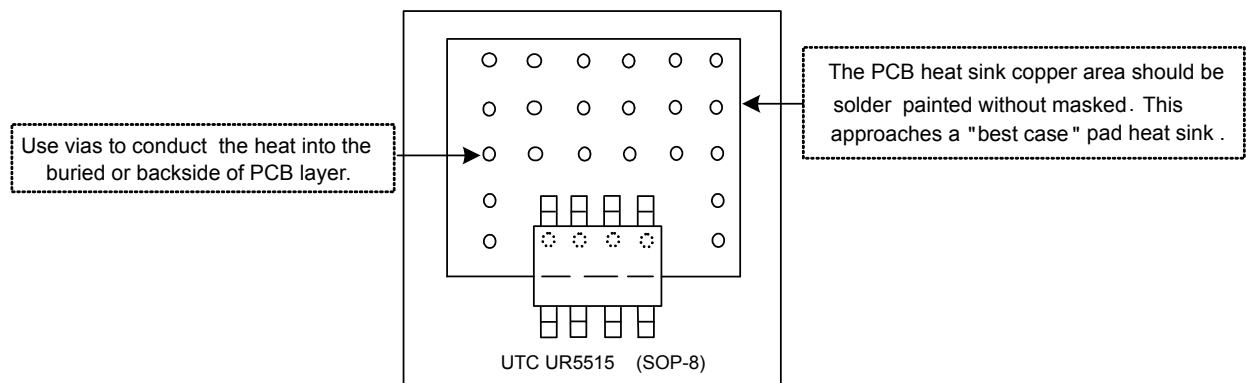 Use vias to conduct the heat into the
buried or backside of PCB layer.
The PCB heat sink copper area should be
solder painted without masked. This
approaches a "best case" pad heat sink .
UTC UR5515 (SOP-8)